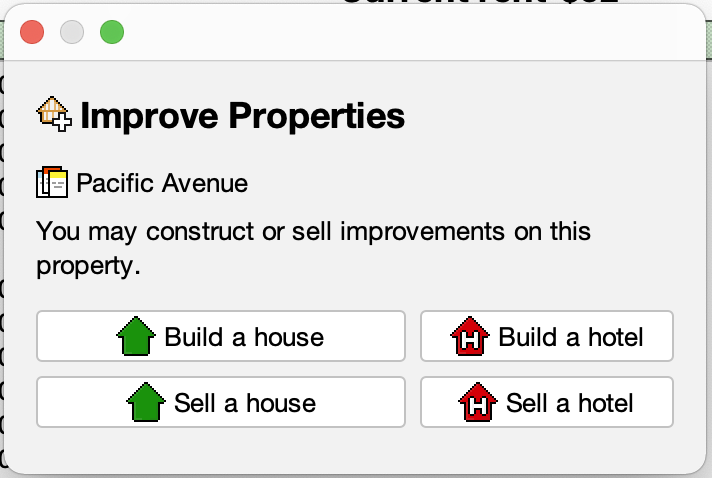 Improve Properties
Pacific Avenue
You may construct or sell improvements on this
property.
Build a house
Build a hotel
Sell a house
Sell a hotel